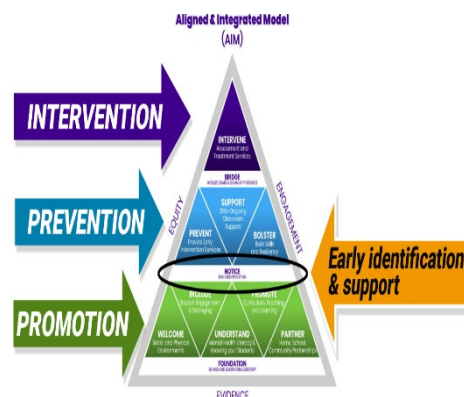 Aligned & Integrated Model
(AIM)
INTERVENTION
INTERVENE
Assessment and
Treatment Services
BRIDGE
EQUITY
ENGAGEMENT
PREVENTION
SUPPORT
Offer Ongoing
Classroom
Support
PREVENT
Provide Early
Intervention Services
BOLSTER
Build Skills
and Resiliency
NOTICE
Early identification
& support
PROMOTION
INCLUDE
Student Engagement
& Belonging
PROMOTE
Curriculum, Teaching
and Learning
WELCOME
Social and Physical
Environments
UNDERSTAND
Mental Health Literacy &
Knowing your Students
PARTNER
Home, School,
Community Partnerships
FOUNDATION
EVIDENCE